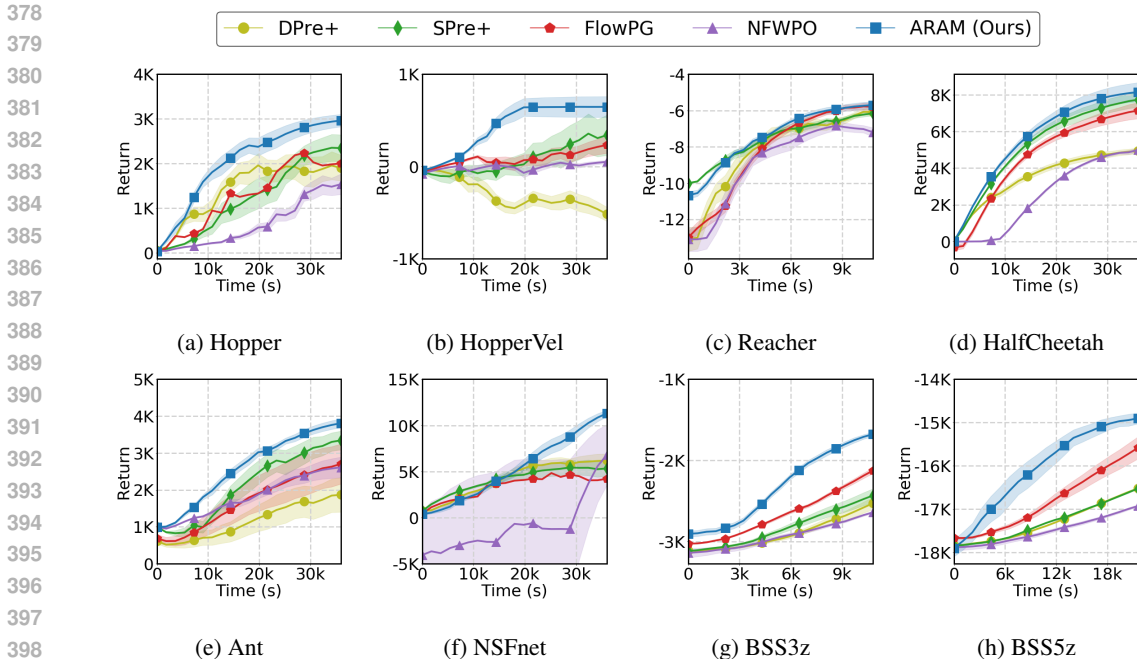 378
379
380
381
382
383
384
385
386
387
388
389
390
391
392
393
394
395
396
397
398
DPre+ SPre+ FlowPG NFWPO ARAM (Ours)
4K
3K
2K
1K
0
Return
0 10k 20k 30k
Time (s)
(a) Hopper
1K
0
-1K
Return
0 10k 20k 30k
Time (s)
(b) HopperVel
-4
-6
-8
-10
-12
Return
0 3k 6k 9k
Time (s)
(c) Reacher
8K
6K
4K
2K
0
Return
0 10k 20k 30k
Time (s)
(d) HalfCheetah
5K
4K
3K
2K
1K
0
Return
0 10k 20k 30k
Time (s)
(e) Ant
15K
10K
5K
0
-5K
Return
0 10k 20k 30k
Time (s)
(f) NSFnet
-1K
-2K
-3K
Return
0 3k 6k 9k
Time (s)
(g) BSS3z
-14K
-15K
-16K
-17K
-18K
Return
0 6k 12k 18k
Time (s)
(h) BSS5z